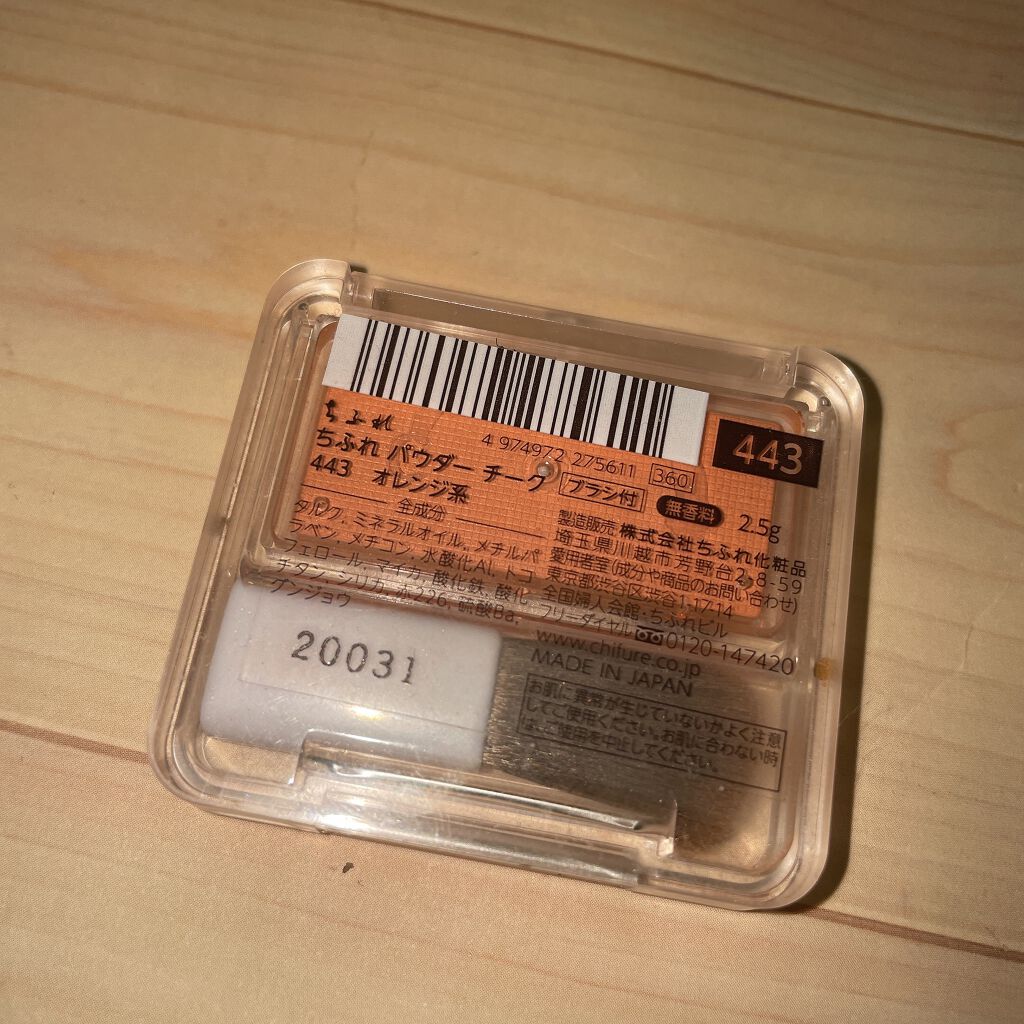 4 974972 275611
360.
443
ちふれ
ちふれ パウダー チーク
ブラシ付
無香料
2.5g
443 オレンジ系
全成分
タルク, ミネラルオイル, メチルパ
ラベン, メチコン, 水酸化Al, トコ
フェロール, マイカ, 酸化鉄, 酸化
チタン, シリカ, 赤226, 硫酸Ba,
グンジョウ
製造販売 株式会社ちふれ化粧品
埼玉県川越市芳野台2-8-59
愛用者室(成分や商品のお問い合わせ)
東京都渋谷区渋谷1-17-14
全国婦人会館・ちふれビル
フリーダイヤル 0120-147420
www.chifure.co.jp
MADE IN JAPAN
お肌に異常が生じていないかよく注意
してご使用ください。お肌に合わない時
は、ご使用を中止してください。
20031